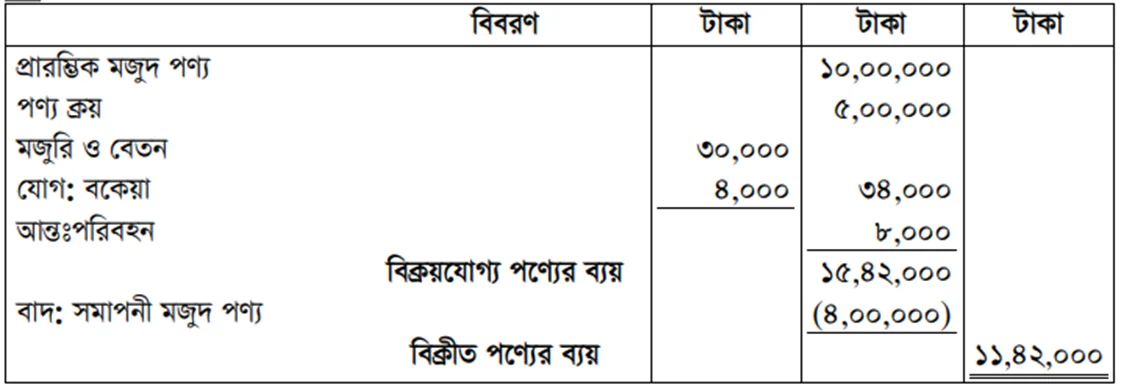 বিবরণ টাকা টাকা টাকা
প্রারম্ভিক মজুদ পণ্য ১০,০০,০০০
পণ্য ক্রয় ৫,০০,০০০
মজুরি ও বেতন ৩০,০০০
যোগ: বকেয়া ৪,০০০ ৩৪,০০০
আন্তঃপরিবহন ৮,০০০
বিক্রয়যোগ্য পণ্যের ব্যয় ১৫,৪২,০০০
বাদ: সমাপনী মজুদ পণ্য (৪,০০,০০০)
বিক্রীত পণ্যের ব্যয় ১১,৪২,০০০